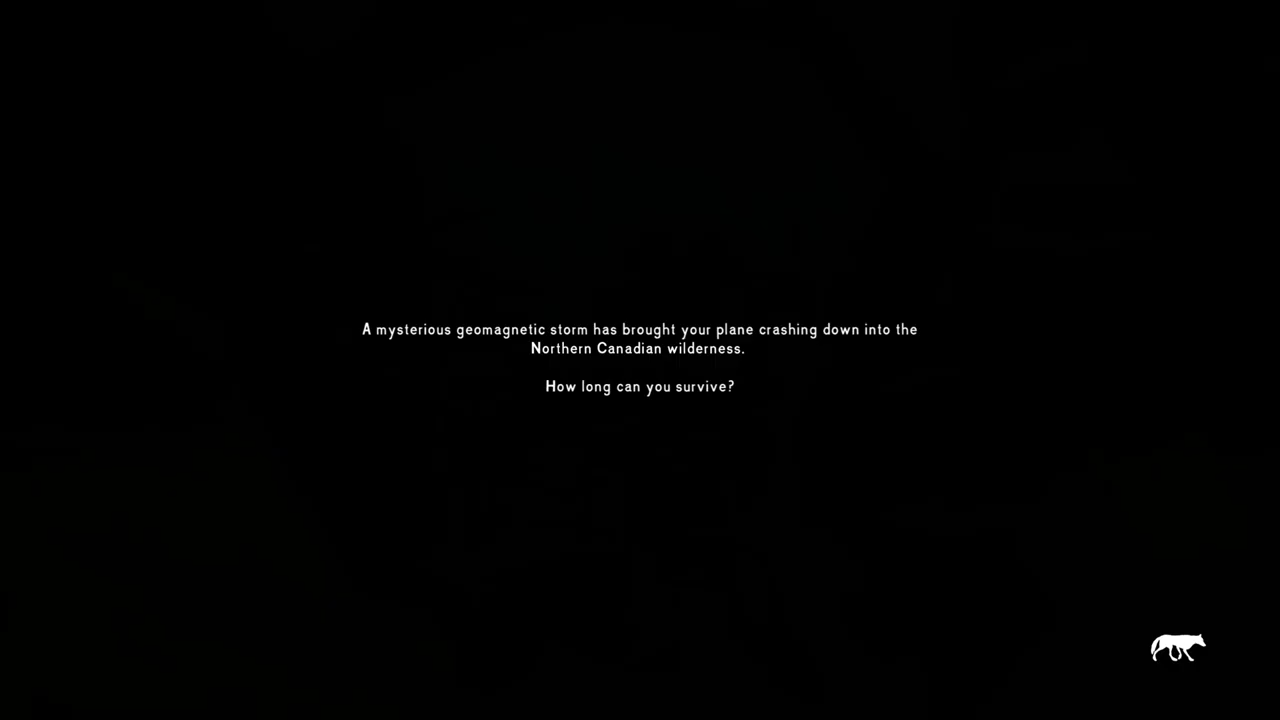 A mysterious geomagnetic storm has brought your plane crashing down into the
Northern Canadian wilderness.
How long can you survive?